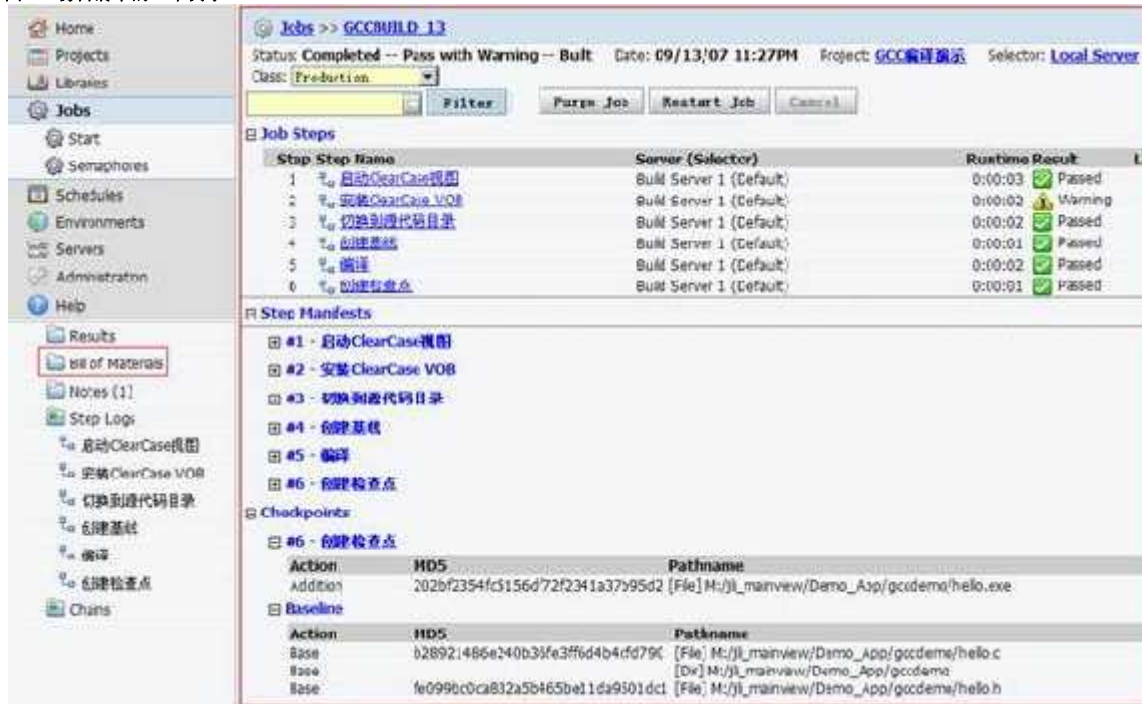 Home
Projects
Libraries
Jobs
Start
Semaphores
Schedules
Environments
Servers
Administration
Help
Results
Bill of Materials
Notes (1)
Step Logs
启动ClearCase视图
安装ClearCase VOB
切换到源代码目录
创建基线
编译
创建检查点
Chains
Jobs >> GCCBUILD_13
Status: Completed -- Pass with Warning -- Built Date: 09/13/07 11:27PM Project: GCC编译演示 Selector: Local Server
Class: Production
Filter Purge Job Restart Job Cancel
Job Steps
Step Step Name Server (Selector) Runtime Result L
1 启动ClearCase视图 Build Server 1 (Default) 0:00:03 Passed
2 安装ClearCase VOB Build Server 1 (Default) Warning
3 切换到源代码目录 Build Server 1 (Default) 0:00:02 Passed
4 创建基线 Build Server 1 (Default) 0:00:01 Passed
5 编译 Build Server 1 (Default) 0:00:02 Passed
6 创建检查点 Build Server 1 (Default) 0:00:01 Passed
Step Manifests
#1 - 启动ClearCase视图
#2 - 安装ClearCase VOB
#3 - 切换到源代码目录
#4 - 创建基线
#5 - 编译
#6 - 创建检查点
Checkpoints
#6 - 创建检查点
Action MD5 Pathname
Addition [File] M:/jl_mainview/Demo_App/gccdemo/hello.exe
Baseline
Action MD5 Pathname
Base [File] M:/jl_mainview/Demo_App/gccdemo/hello.c
Base [Dir] M:/jl_mainview/Demo_App/gccdemo
Base [File] M:/jl_mainview/Demo_App/gccdemo/hello.h